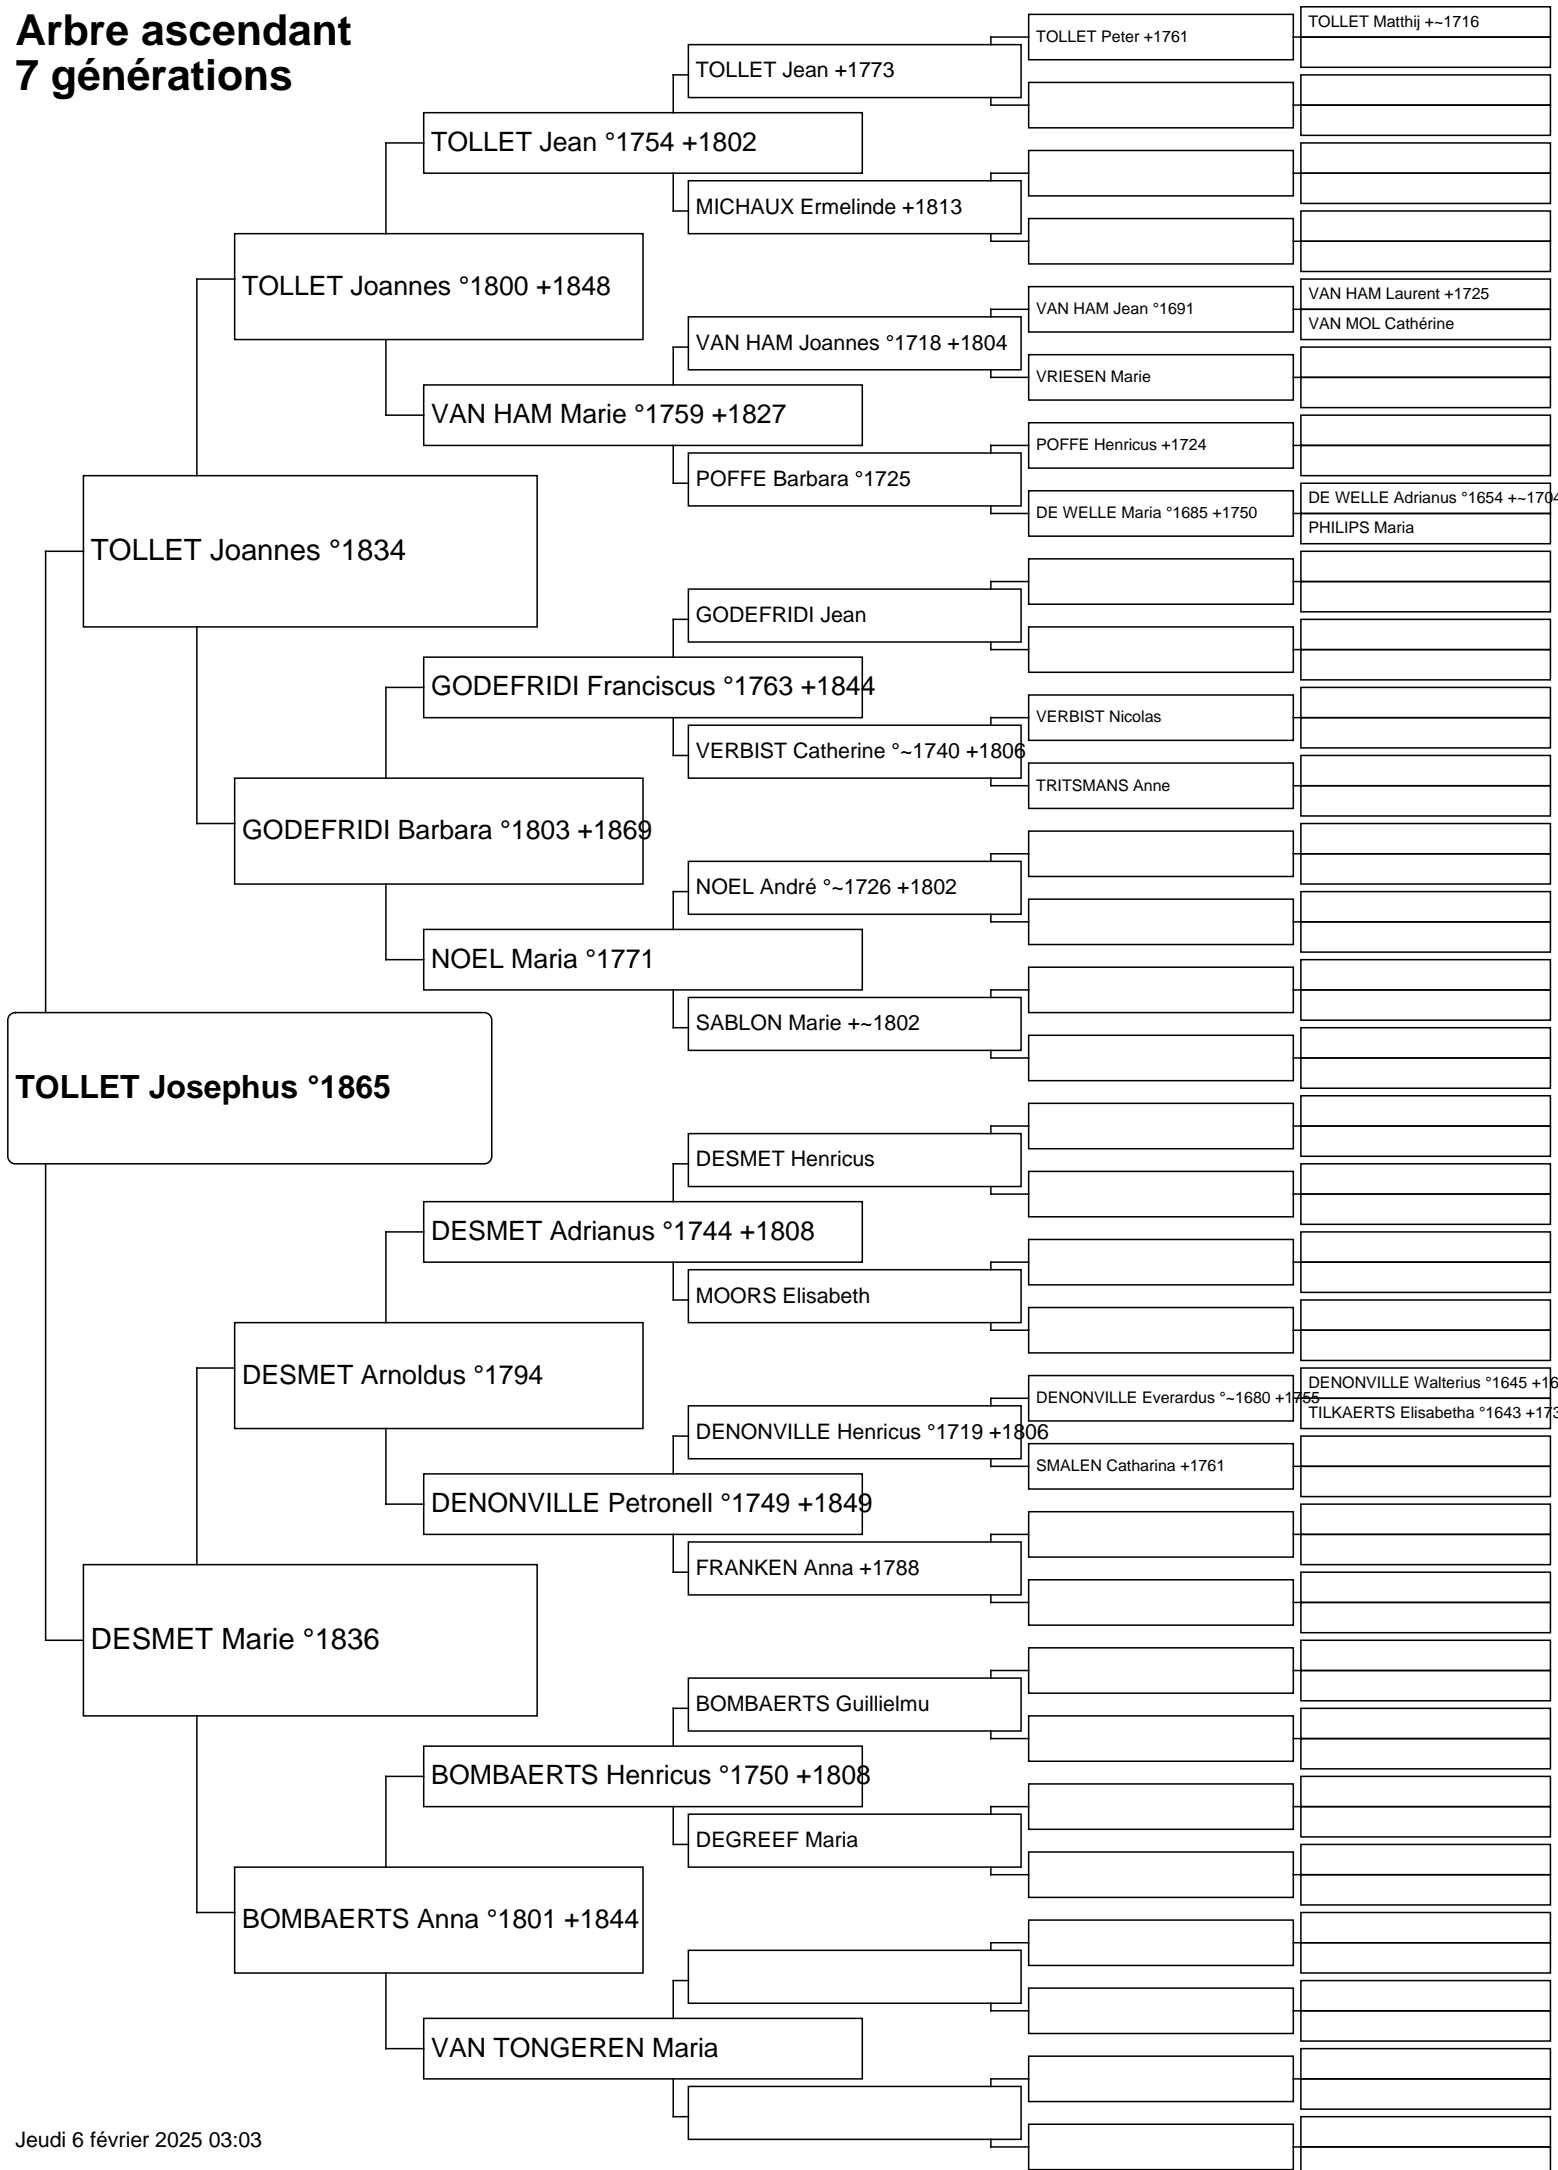 Arbre ascendant
7 générations
TOLLET Josephus °1865
TOLLET Joannes °1834
DESMET Marie °1836
TOLLET Joannes °1800 +1848
GODEFRIDI Barbara °1803 +1869
DESMET Arnoldus °1794
BOMBAERTS Anna °1801 +1844
TOLLET Jean °1754 +1802
VAN HAM Marie °1759 +1827
GODEFRIDI Franciscus °1763 +1844
NOEL Maria °1771
DESMET Adrianus °1744 +1808
DENONVILLE Petronell °1749 +1849
BOMBAERTS Henricus °1750 +1808
VAN TONGEREN Maria
TOLLET Jean +1773
MICHAUX Ermelinde +1813
VAN HAM Joannes °1718 +1804
POFFE Barbara °1725
GODEFRIDI Jean
VERBIST Catherine °~1740 +1806
NOEL André °~1726 +1802
SABLON Marie +~1802
DESMET Henricus
MOORS Elisabeth
DENONVILLE Henricus °1719 +1806
FRANKEN Anna +1788
BOMBAERTS Guillielmu
DEGREEF Maria
TOLLET Peter +1761
VAN HAM Jean °1691
VRIESEN Marie
POFFE Henricus +1724
DE WELLE Maria °1685 +1750
VERBIST Nicolas
TRITSMANS Anne
DENONVILLE Everardus °~1680 +1755
SMALEN Catharina +1761
TOLLET Matthij +~1716
VAN HAM Laurent +1725
VAN MOL Cathérine
DE WELLE Adrianus °1654 +~1704
PHILIPS Maria
DENONVILLE Walterius °1645 +16
TILKAERTS Elisabetha °1643 +173
Jeudi 6 février 2025 03:03